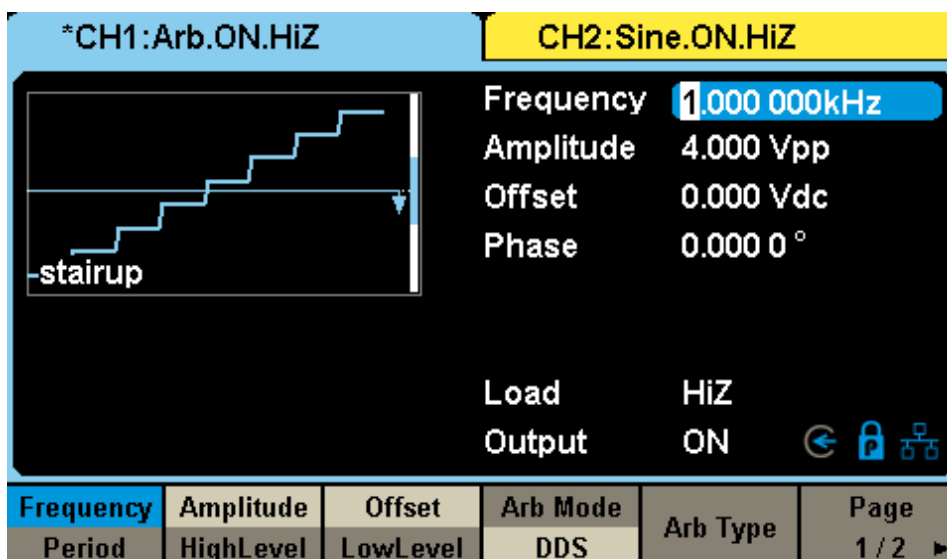 *CH1:Arb.ON.HiZ
CH2:Sine.ON.HiZ
Frequency 1.000 000kHz
Amplitude 4.000 Vpp
Offset 0.000 Vdc
Phase 0.000 0 °
stairup
Load HiZ
Output ON
P
Frequency Amplitude Offset Arb Mode Arb Type Page
Period HighLevel LowLevel DDS 1/2 ►